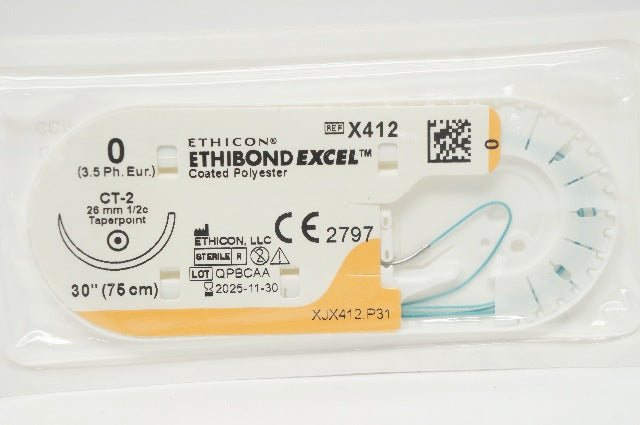 0
(3.5 Ph. Eur.)
CT-2
26 mm 1/2c
Taperpoint
30" (75 cm)
ETHICON®
ETHIBOND EXCEL™
Coated Polyester
REF X412
0
ETHICON, LLC
CE 2797
STERILE R
LOT QPBCAA
2025-11-30
XJX412.P31